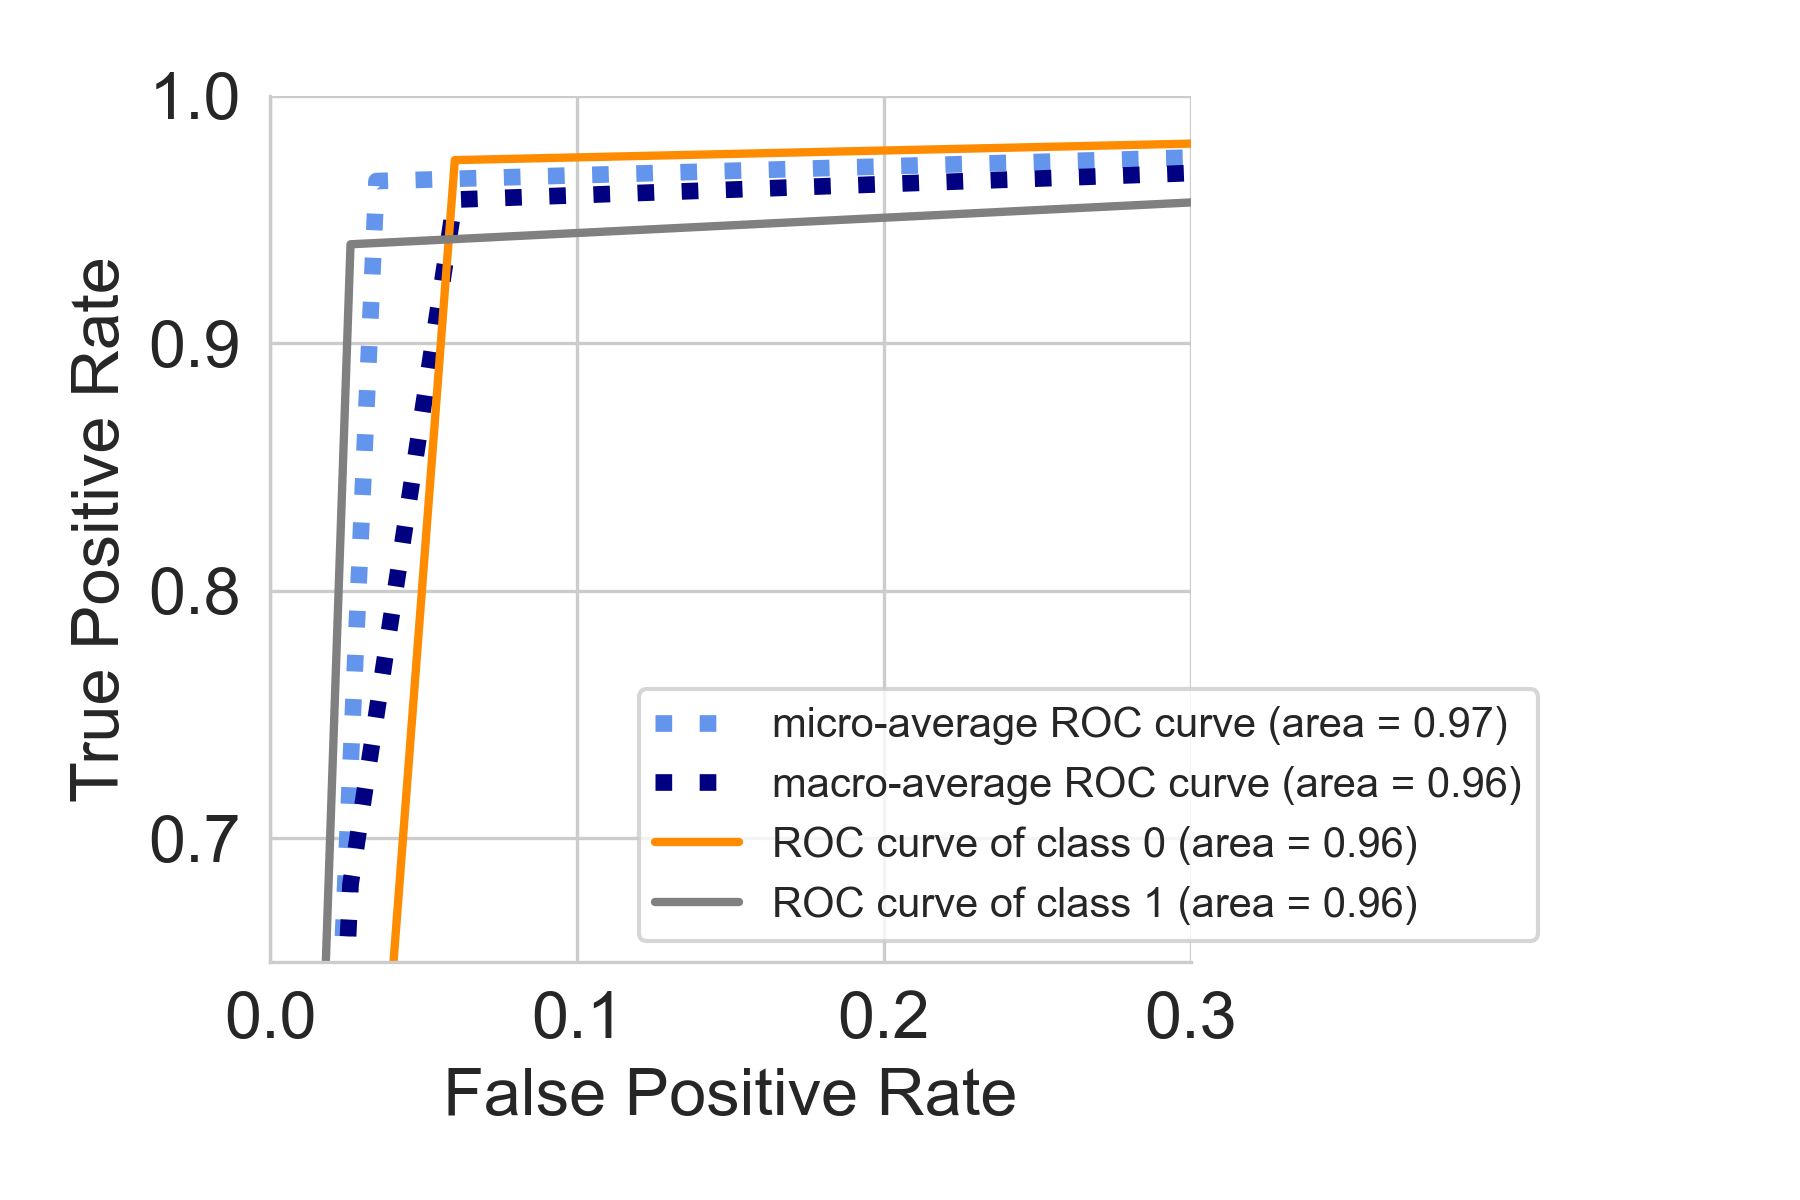 1.0
0.9
0.8
0.7
True Positive Rate
micro-average ROC curve (area = 0.97)
macro-average ROC curve (area = 0.96)
ROC curve of class 0 (area = 0.96)
ROC curve of class 1 (area = 0.96)
0.0 0.1 0.2 0.3
False Positive Rate